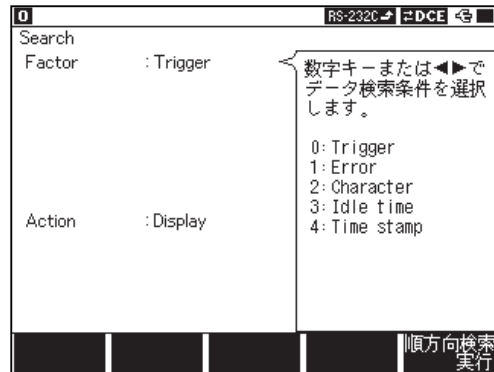 0 RS-232C ⇄DCE
Search
Factor :Trigger
数字キーまたは◀▶で
データ検索条件を選択
します。
0:Trigger
1:Error
2:Character
3:Idle time
4:Time stamp
Action :Display
順方向検索
実行